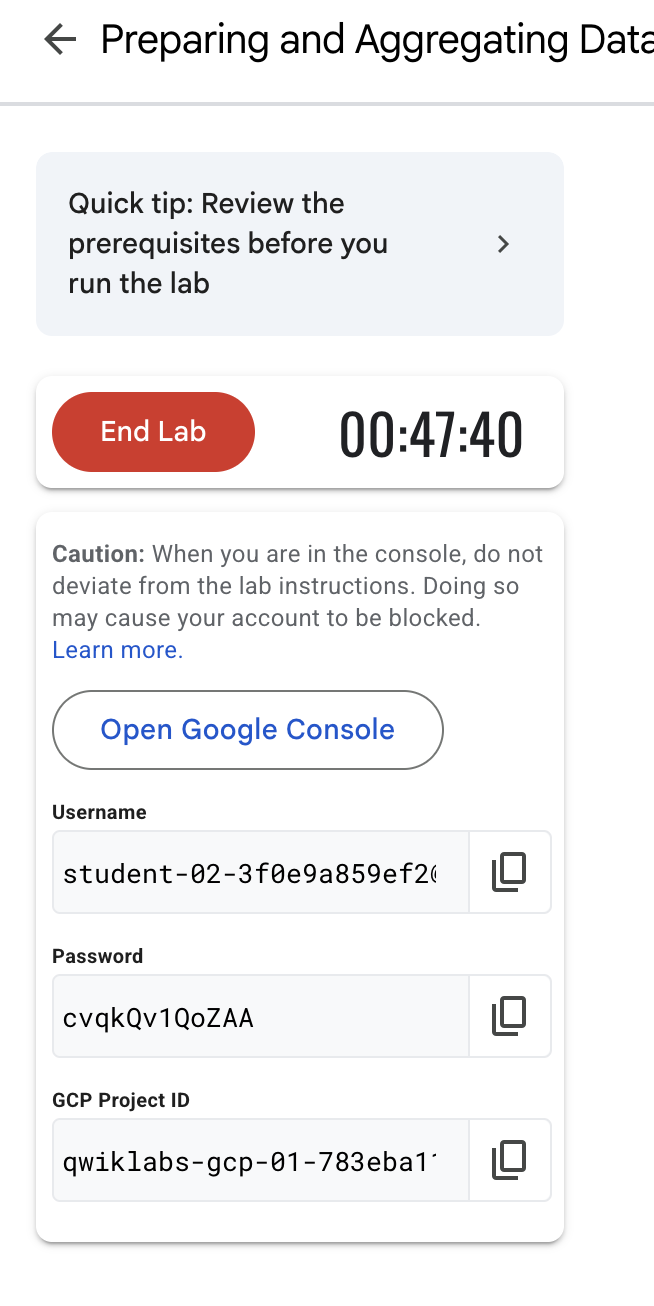 Preparing and Aggregating Data
Quick tip: Review the
prerequisites before you
run the lab
End Lab
00:47:40
Caution: When you are in the console, do not
deviate from the lab instructions. Doing so
may cause your account to be blocked.
Learn more.
Open Google Console
Username
student-02-3f0e9a859ef2@
Password
cvqkQv1QoZAA
GCP Project ID
qwiklabs-gcp-01-783eba1